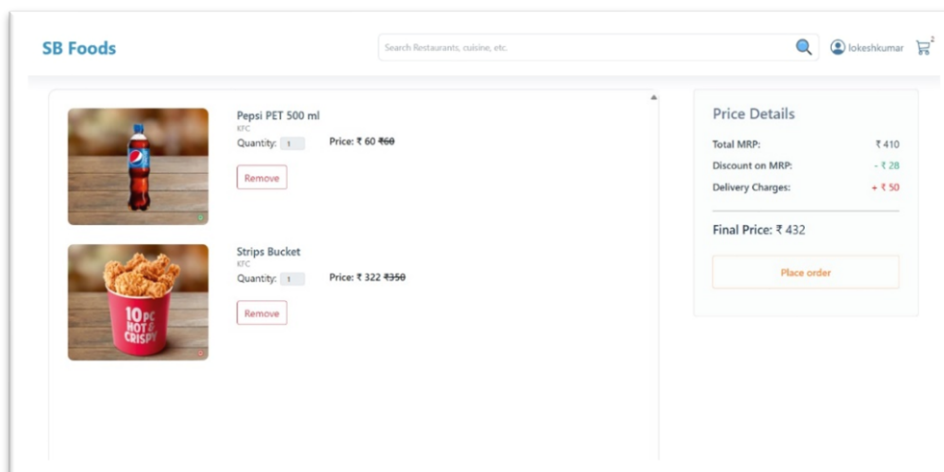 SB Foods
Search Restaurants, cuisine, etc.
lokeshkumar
2
Pepsi PET 500 ml
KFC
Quantity: 1 Price: ₹ 60 ₹60
Remove
Strips Bucket
KFC
Quantity: 1 Price: ₹ 322 ₹350
Remove
10 PC
HOT &
CRISPY
Price Details
Total MRP: ₹ 410
Discount on MRP: - ₹ 28
Delivery Charges: + ₹ 50
Final Price: ₹ 432
Place order